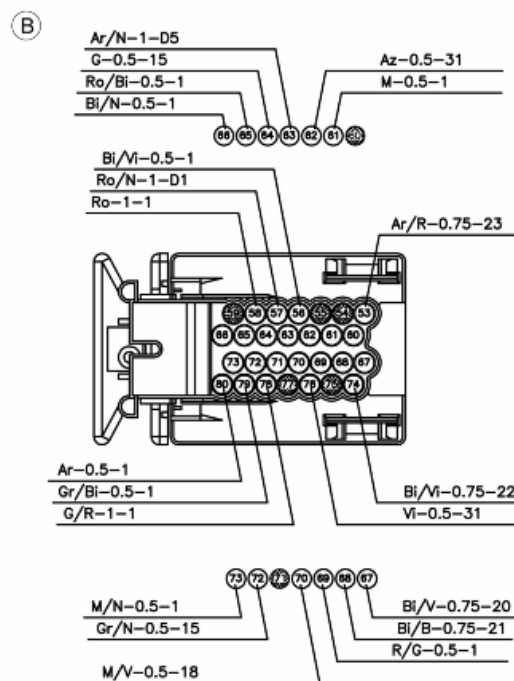 B
Ar/N-1-D5
G-0.5-15
Az-0.5-31
Ro/Bi-0.5-1
M-0.5-1
Bi/N-0.5-1
66 65 64 63 62 61
Bi/Vi-0.5-1
Ro/N-1-D1
Ro-1-1
Ar/R-0.75-23
58 57 56 53
66 65 64 63 62 61 60
73 72 71 70 69 68 67
80 79 78 77 76 75 74
Ar-0.5-1
Gr/Bi-0.5-1
Bi/Vi-0.75-22
G/R-1-1
Vi-0.5-31
73 72 71 70 69 68 67
M/N-0.5-1
Bi/V-0.75-20
Gr/N-0.5-15
Bi/B-0.75-21
R/G-0.5-1
M/V-0.5-18